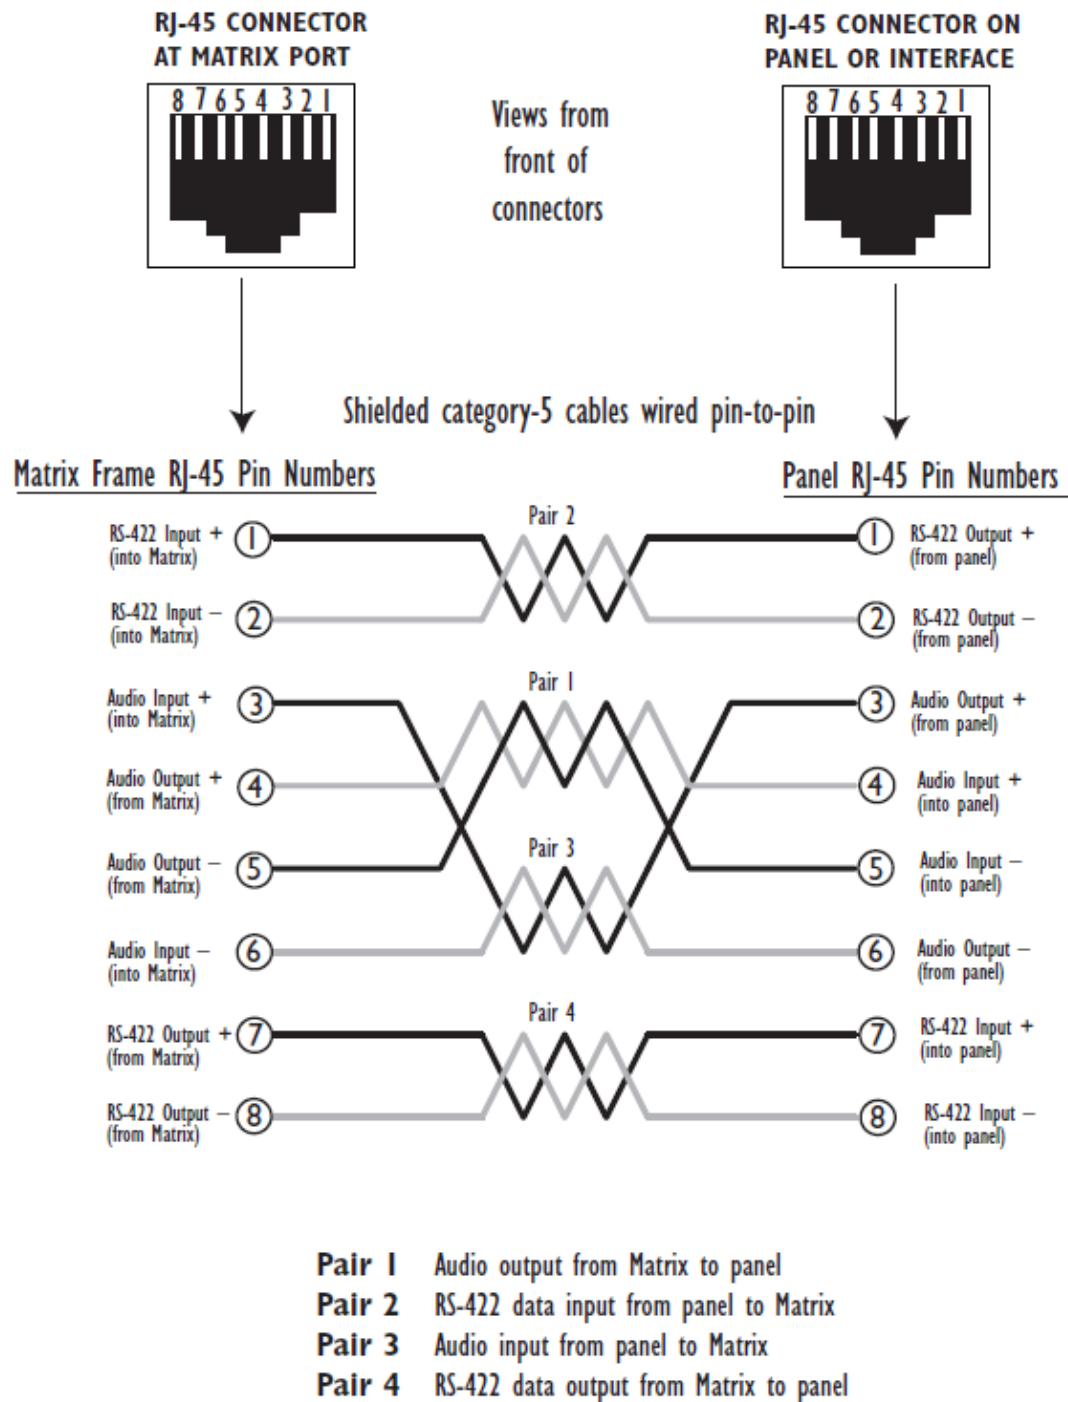 RJ-45 CONNECTOR
AT MATRIX PORT
8 7 6 5 4 3 2 1
Views from
front of
connectors
RJ-45 CONNECTOR ON
PANEL OR INTERFACE
8 7 6 5 4 3 2 1
Shielded category-5 cables wired pin-to-pin
Matrix Frame RJ-45 Pin Numbers
Panel RJ-45 Pin Numbers
Pair 2
RS-422 Input +
(into Matrix)
1
1
RS-422 Output +
(from panel)
RS-422 Input –
(into Matrix)
2
2
RS-422 Output –
(from panel)
Pair 1
Audio Input +
(into Matrix)
3
3
Audio Output +
(from panel)
Audio Output +
(from Matrix)
4
4
Audio Input +
(into panel)
Pair 3
Audio Output –
(from Matrix)
5
5
Audio Input –
(into panel)
Audio Input –
(into Matrix)
6
6
Audio Output –
(from panel)
Pair 4
RS-422 Output +
(from Matrix)
7
7
RS-422 Input +
(into panel)
RS-422 Output –
(from Matrix)
8
8
RS-422 Input –
(into panel)
Pair 1 Audio output from Matrix to panel
Pair 2 RS-422 data input from panel to Matrix
Pair 3 Audio input from panel to Matrix
Pair 4 RS-422 data output from Matrix to panel